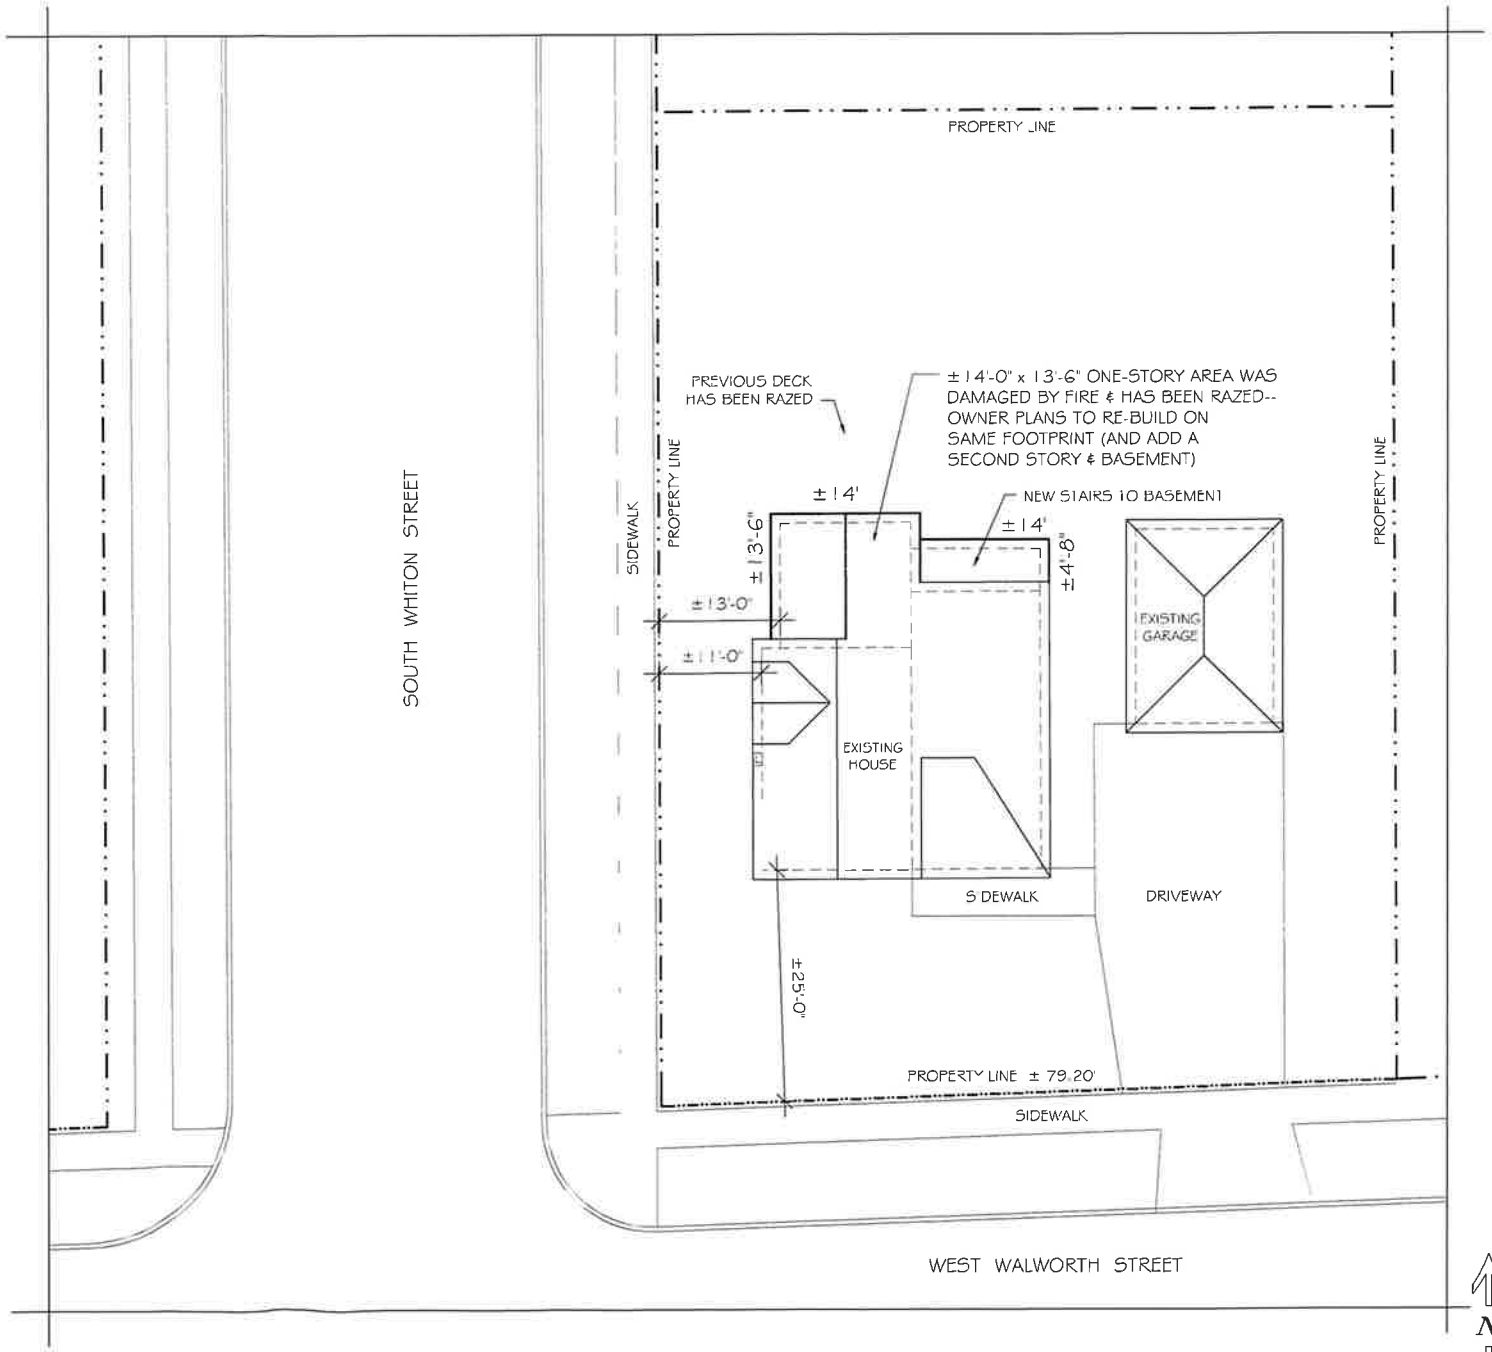 PROPERTY LINE
PREVIOUS DECK
HAS BEEN RAZED
±14'-0" x 13'-6" ONE-STORY AREA WAS
DAMAGED BY FIRE & HAS BEEN RAZED--
OWNER PLANS TO RE-BUILD ON
SAME FOOTPRINT (AND ADD A
SECOND STORY & BASEMENT)
PROPERTY LINE
PROPERTY LINE
SIDEWALK
SOUTH WHITON STREET
±14'
NEW STAIRS TO BASEMENT
±14'
±13'-6"
±4'-8"
±13'-0"
±11'-0"
EXISTING
GARAGE
EXISTING
HOUSE
SIDEWALK
DRIVEWAY
±25'-0"
PROPERTY LINE ± 79.20'
SIDEWALK
WEST WALWORTH STREET
N